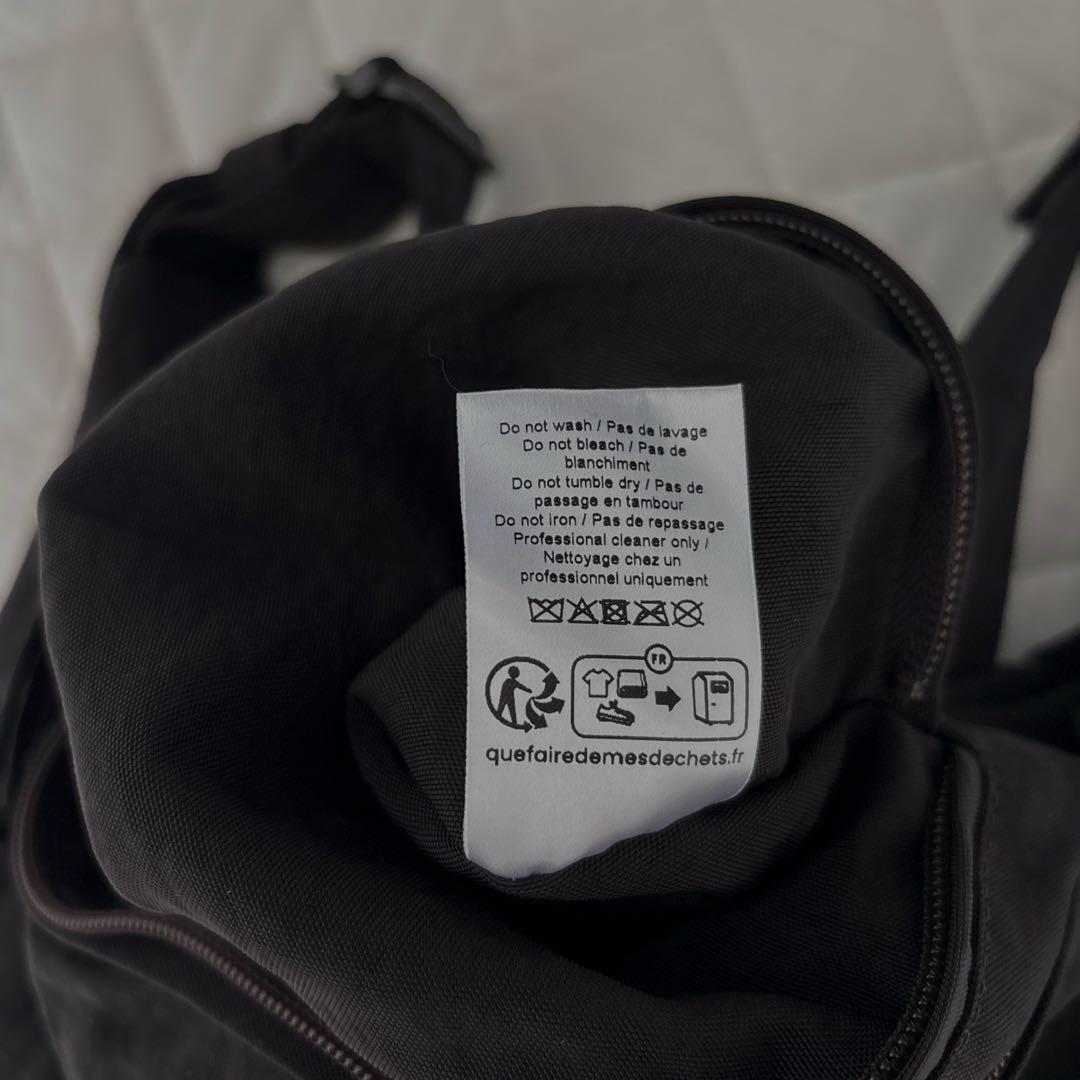 Do not wash / Pas de lavage
Do not bleach / Pas de
blanchiment
Do not tumble dry / Pas de
passage en tambour
Do not iron / Pas de repassage
Professional cleaner only /
Nettoyage chez un
professionnel uniquement
FR
quefairedemesdechets.fr